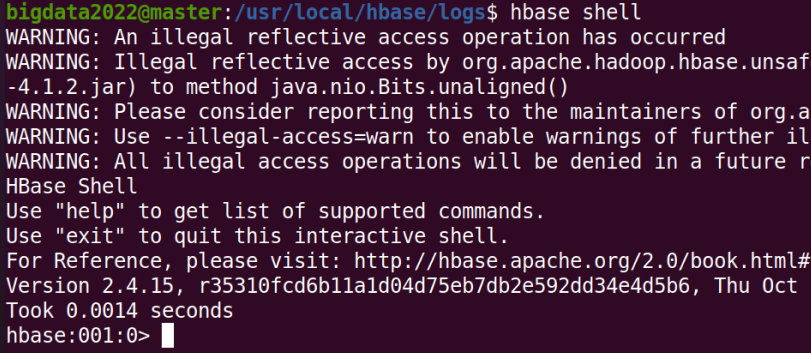 bigdata2022@master:/usr/local/hbase/logs$ hbase shell
WARNING: An illegal reflective access operation has occurred
WARNING: Illegal reflective access by org.apache.hadoop.hbase.unsaf
-4.1.2.jar) to method java.nio.Bits.unaligned()
WARNING: Please consider reporting this to the maintainers of org.a
WARNING: Use --illegal-access=warn to enable warnings of further il
WARNING: All illegal access operations will be denied in a future r
HBase Shell
Use "help" to get list of supported commands.
Use "exit" to quit this interactive shell.
For Reference, please visit: http://hbase.apache.org/2.0/book.html#
Version 2.4.15, r35310fcd6b11a1d04d75eb7db2e592dd34e4d5b6, Thu Oct
Took 0.0014 seconds
hbase:001:0>